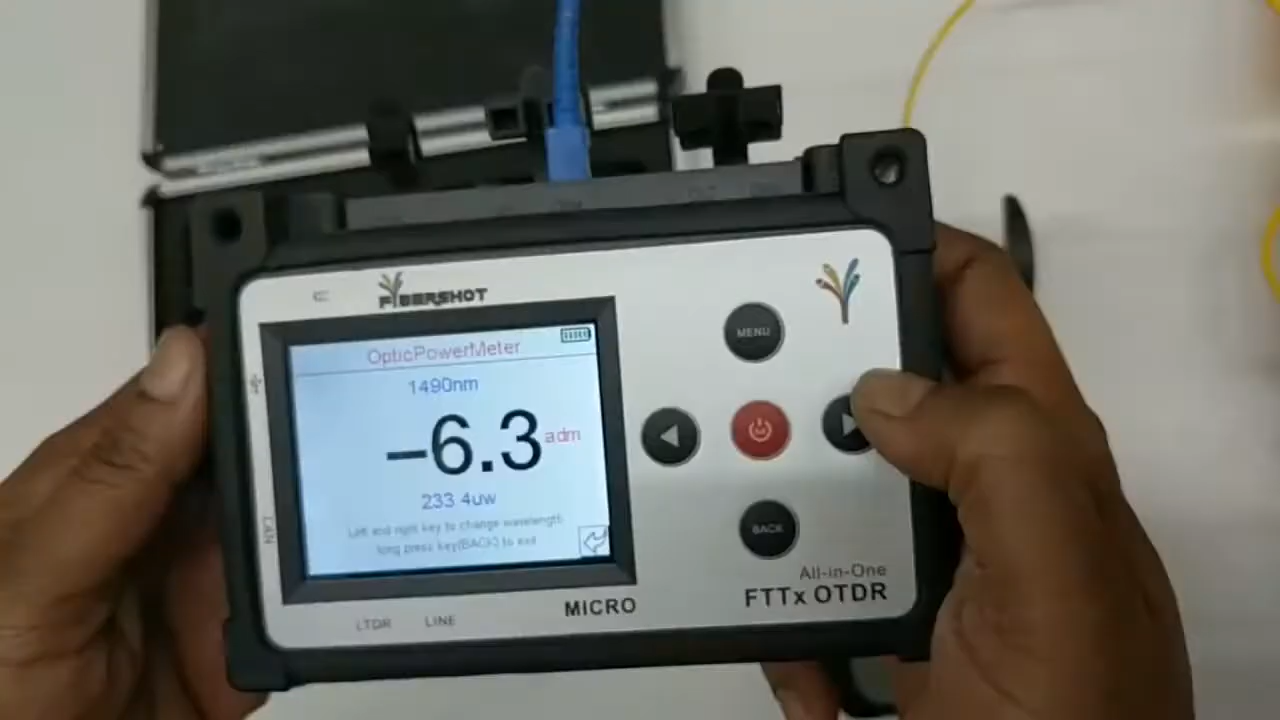 FIBERSHOT
OpticPowerMeter
1490nm
-6.3 adm
233.4uw
Left and right key to change wavelength
long press key(BACK) to exit
MENU
BACK
LAN
LTDR
LINE
MICRO
All-in-One
FTTx OTDR